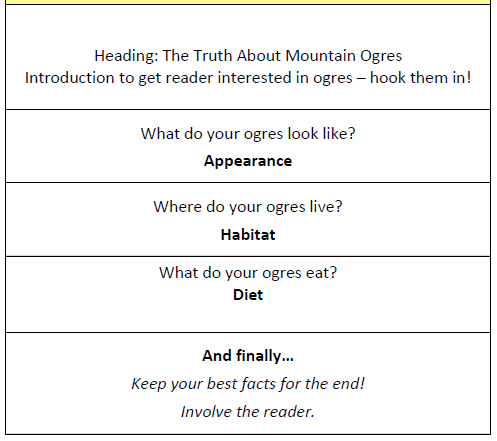 Heading: The Truth About Mountain Ogres
Introduction to get reader interested in ogres – hook them in!
What do your ogres look like?
Appearance
Where do your ogres live?
Habitat
What do your ogres eat?
Diet
And finally…
Keep your best facts for the end!
Involve the reader.